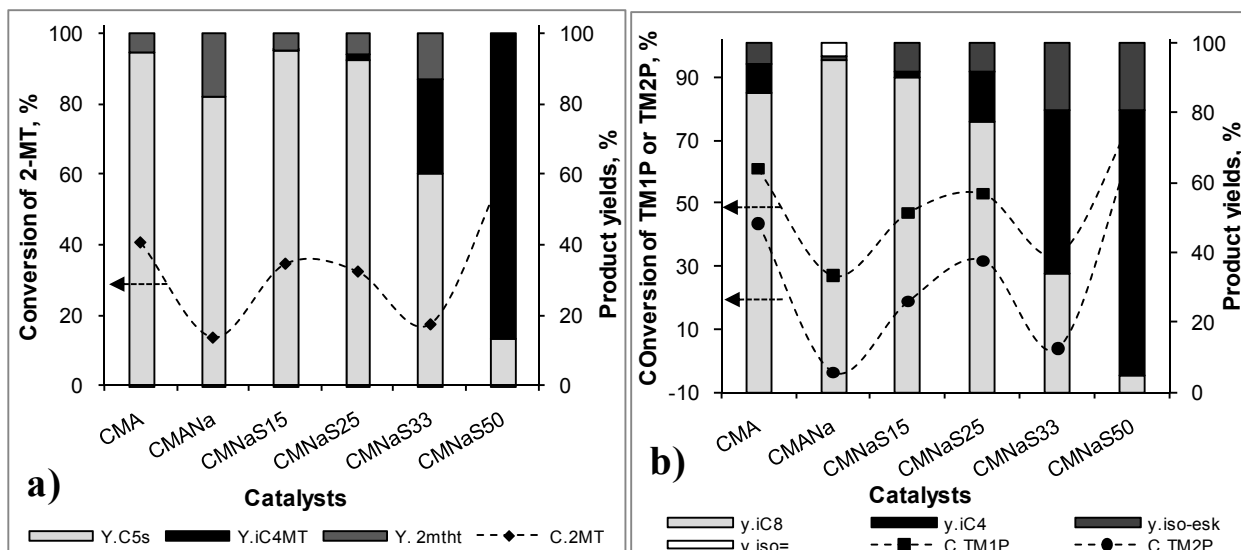 Conversion of 2-MT, %
100
80
60
40
20
0
100
80
60
40
20
0
Product yields, %
CMA
CMANa
CMNaS15
CMNaS25
CMNaS33
CMNaS50
a)
Catalysts
Y.C5s
Y.iC4MT
Y. 2mtht
C.2MT
COnversion of TM1P or TM2P, %
90
70
50
30
10
-10
100
80
60
40
20
0
Product yields, %
CMA
CMANa
CMNaS15
CMNaS25
CMNaS33
CMNaS50
b)
Catalysts
y.iC8
y.iC4
y.iso-esk
y.iso=
C.TM1P
C.TM2P